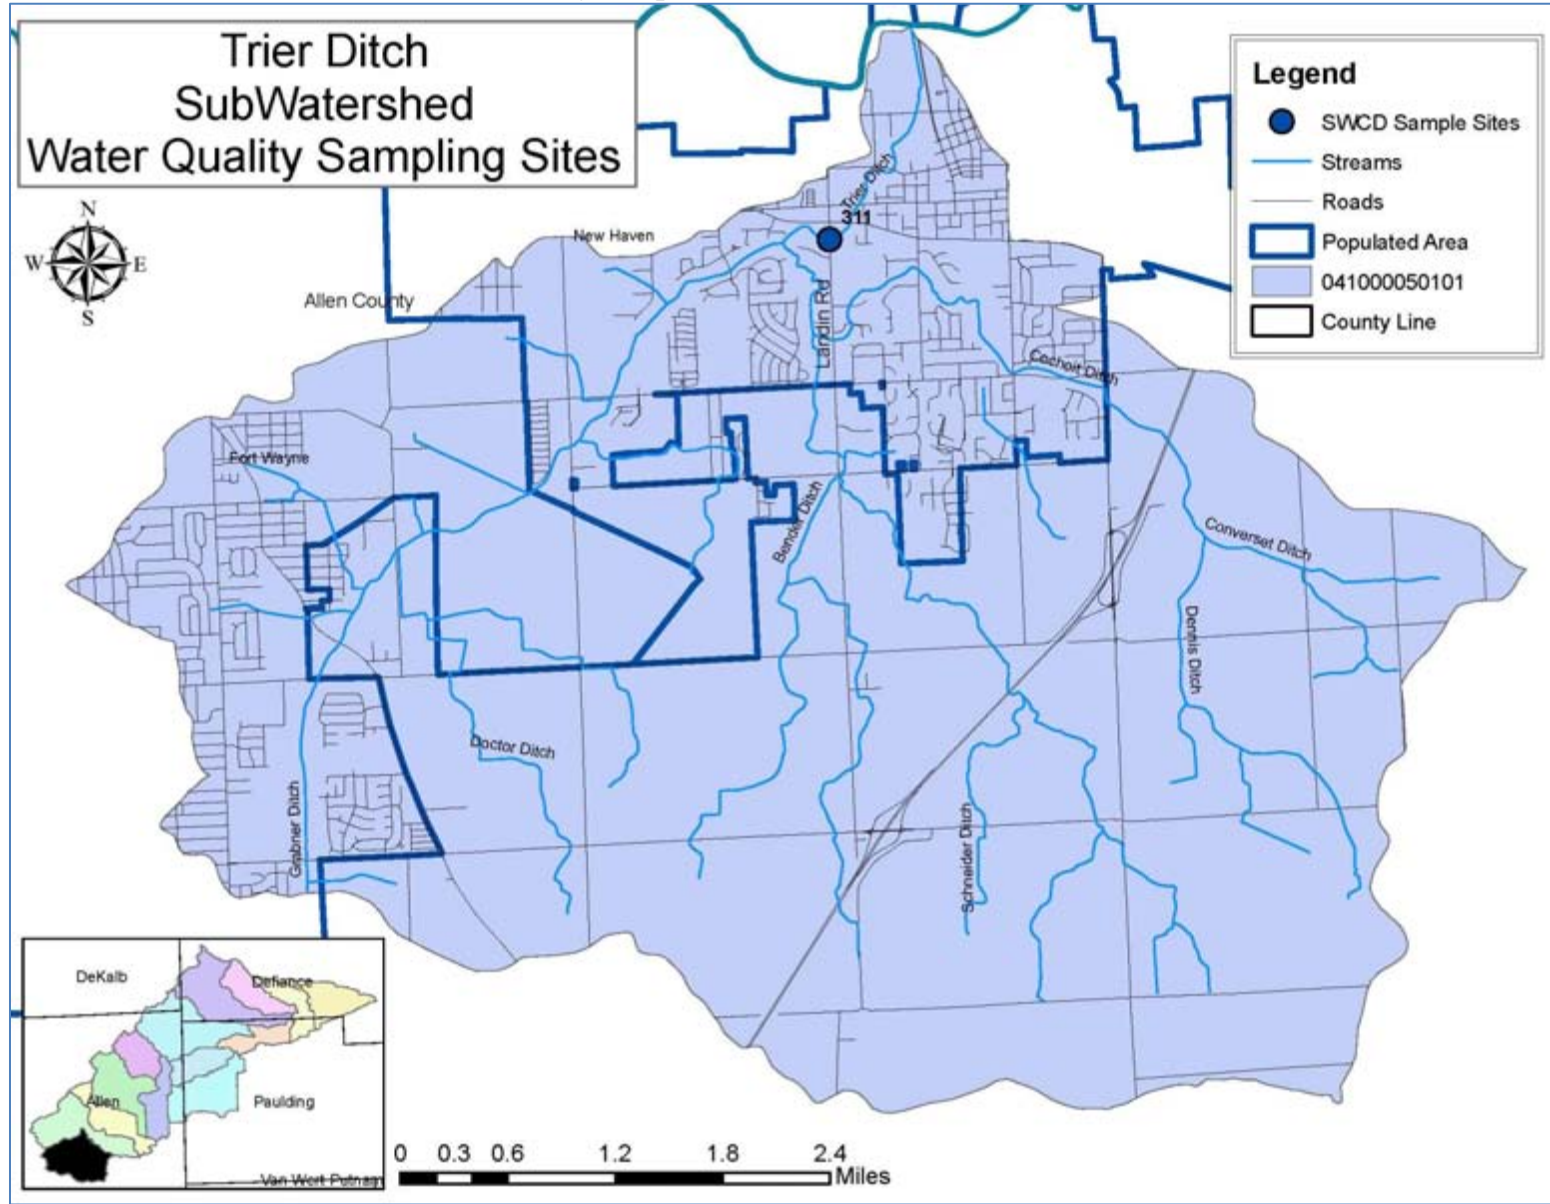 Trier Ditch
SubWatershed
Water Quality Sampling Sites
Legend
SWCD Sample Sites
Streams
Roads
Populated Area
041000050101
County Line
N
W
E
S
Trier Ditch
311
New Haven
Allen County
Landin Rd
Cochoit Ditch
Fort Wayne
Bender Ditch
Converset Ditch
Dennis Ditch
Doctor Ditch
Grabner Ditch
Schneider Ditch
DeKalb
Defiance
Allen
Paulding
Van Wert Putnam
0 0.3 0.6 1.2 1.8 2.4
Miles